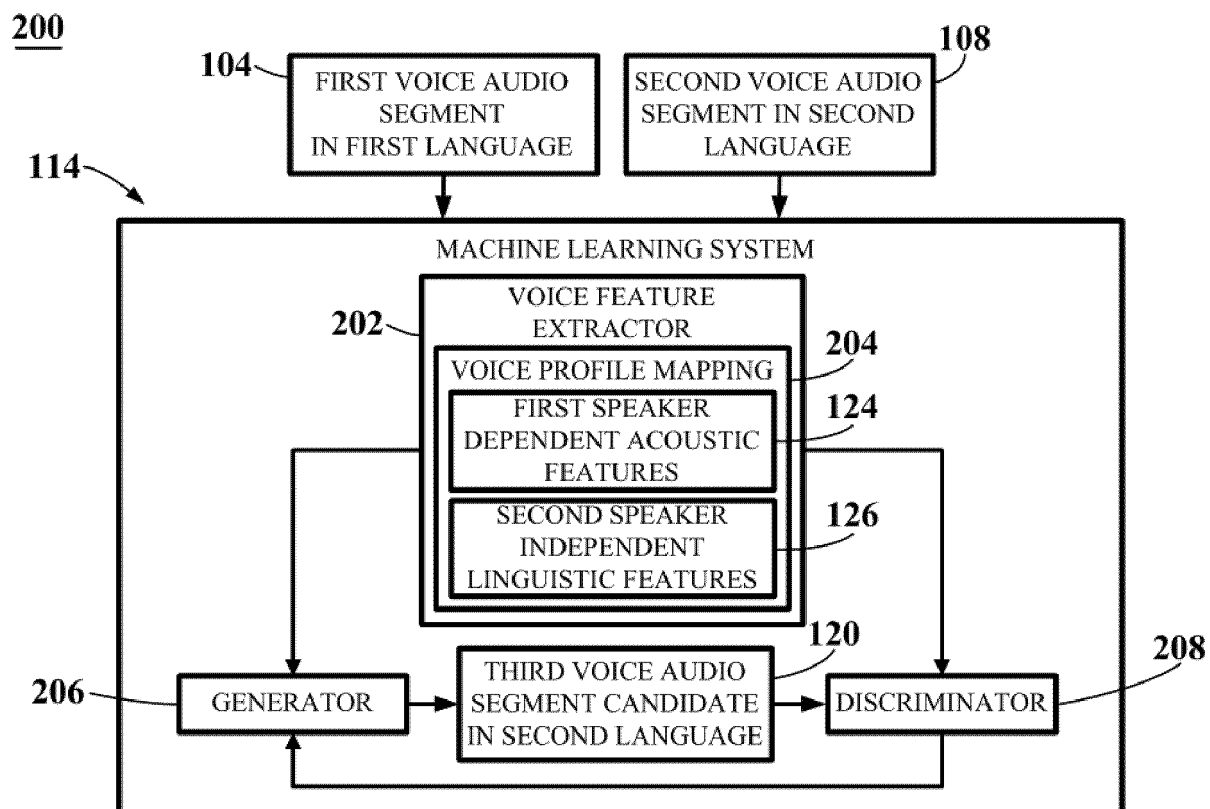 200
104
FIRST VOICE AUDIO
SEGMENT
IN FIRST LANGUAGE
SECOND VOICE AUDIO
SEGMENT IN SECOND
LANGUAGE
108
114
MACHINE LEARNING SYSTEM
202
VOICE FEATURE
EXTRACTOR
204
VOICE PROFILE MAPPING
FIRST SPEAKER
DEPENDENT ACOUSTIC
FEATURES
124
SECOND SPEAKER
INDEPENDENT
LINGUISTIC FEATURES
126
206
GENERATOR
THIRD VOICE AUDIO
SEGMENT CANDIDATE
IN SECOND LANGUAGE
120
DISCRIMINATOR
208